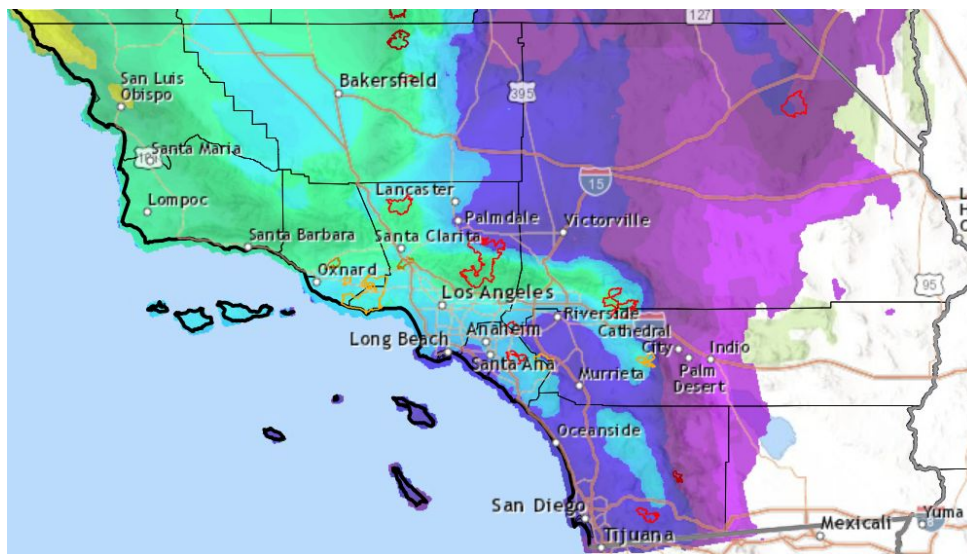 127
San Luis
Obispo
Bakersfield
395
101
Santa Maria
15
Lancaster
Lompoc
Palmdale
Victorville
Santa Barbara
Santa Clarita
Oxnard
95
Los Angeles
Riverside
Long Beach
Anaheim
Cathedral
City
Indio
Santa Ana
Palm
Desert
Murrieta
Oceanside
San Diego
Tijuana
Mexicali
Yuma
8